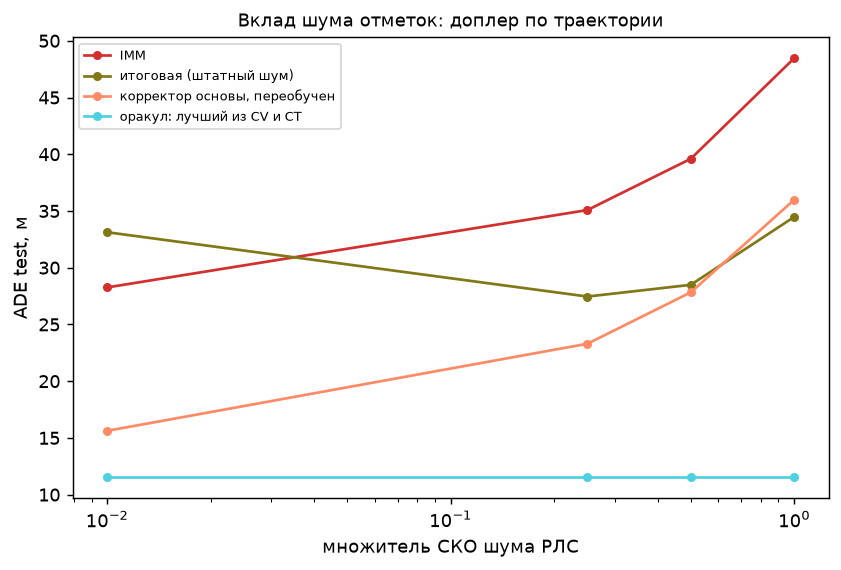 Вклад шума отметок: доплер по траектории
IMM
итоговая (штатный шум)
корректор основы, переобучен
оракул: лучший из CV и CT
ADE test, м
50
45
40
35
30
25
20
15
10
10⁻²
10⁻¹
10⁰
множитель СКО шума РЛС